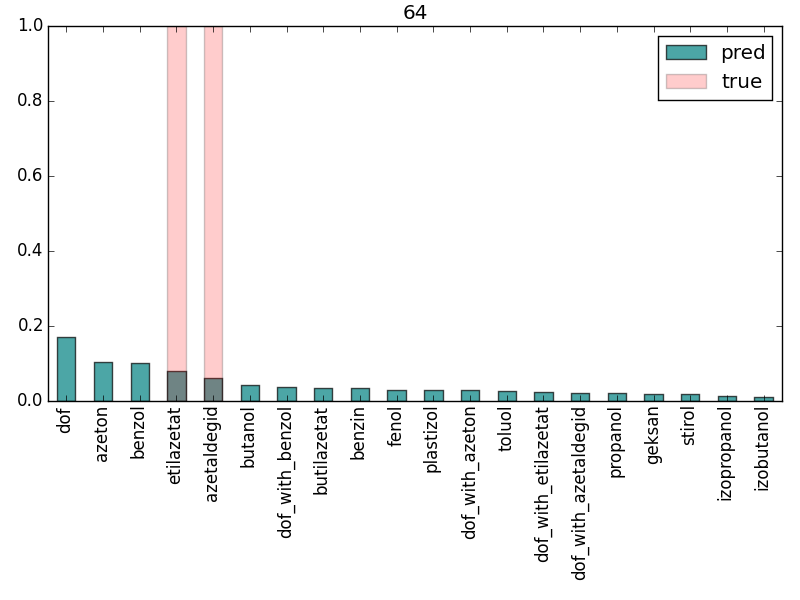 64
pred
true
1.0
0.8
0.6
0.4
0.2
0.0
dof
azeton
benzol
etilazetat
azetaldegid
butanol
dof_with_benzol
butilazetat
benzin
fenol
plastizol
dof_with_azeton
toluol
dof_with_etilazetat
dof_with_azetaldegid
propanol
geksan
stirol
izopropanol
izobutanol